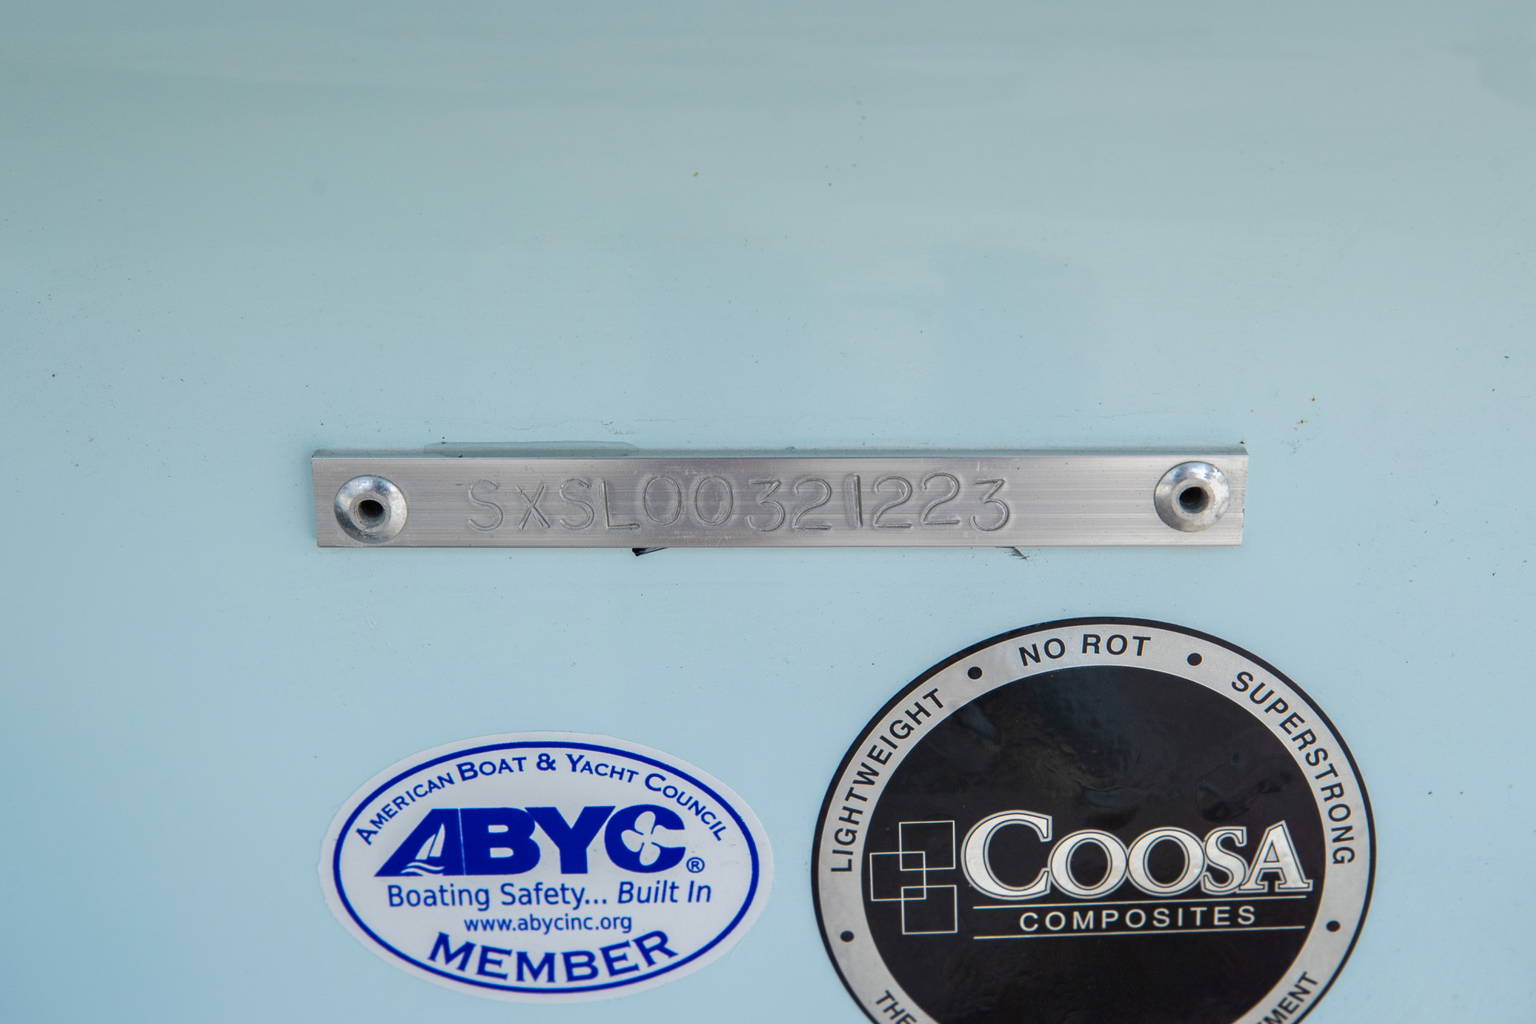 SXSL00321223
AMERICAN BOAT & YACHT COUNCIL
ABYC®
Boating Safety... Built In
www.abycinc.org
MEMBER
LIGHTWEIGHT • NO ROT • SUPERSTRONG
COOSA
COMPOSITES
THE